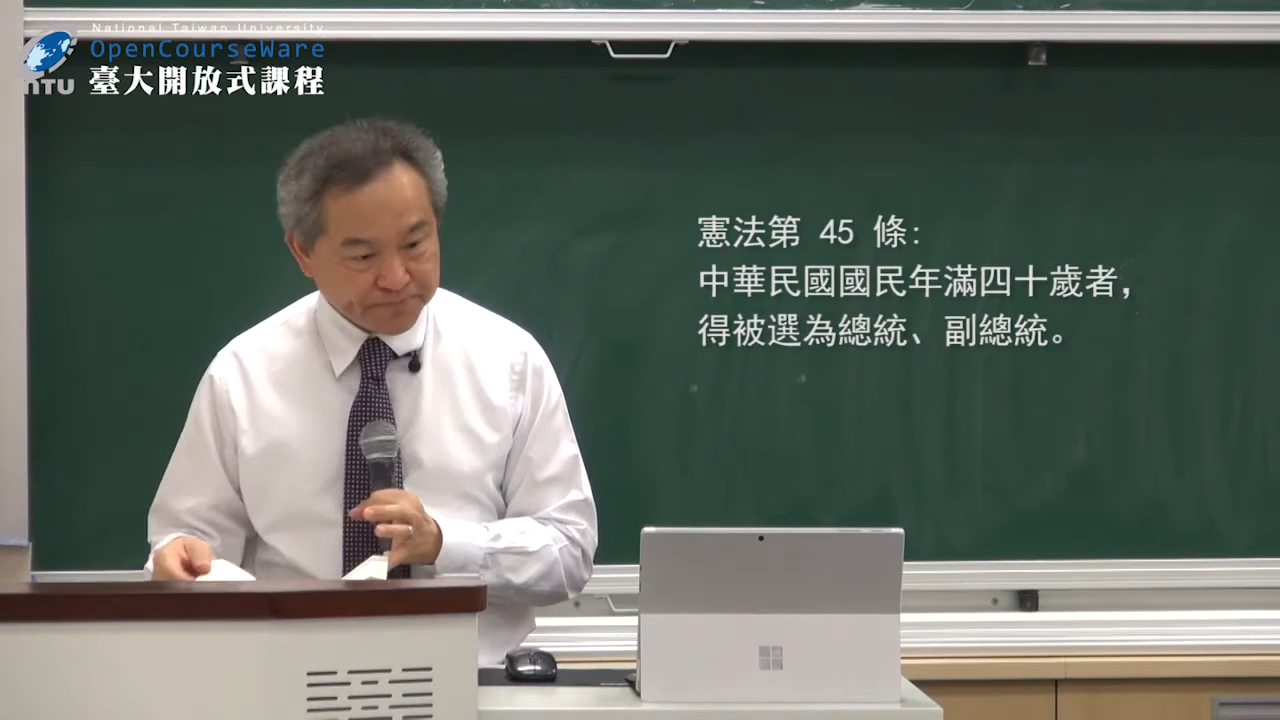 National Taiwan University
OpenCourseWare
臺大開放式課程
NTU
憲法第 45 條:
中華民國國民年滿四十歲者,
得被選為總統、副總統。